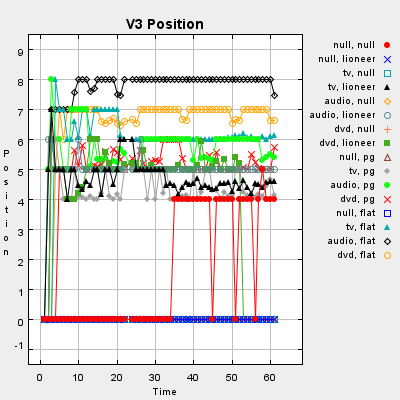 V3 Position
9
8
7
6
5
4
3
2
1
0
-1
Position
0
10
20
30
40
50
60
Time
null, null
null, lioneer
tv, null
tv, lioneer
audio, null
audio, lioneer
dvd, null
dvd, lioneer
null, pg
tv, pg
audio, pg
dvd, pg
null, flat
tv, flat
audio, flat
dvd, flat